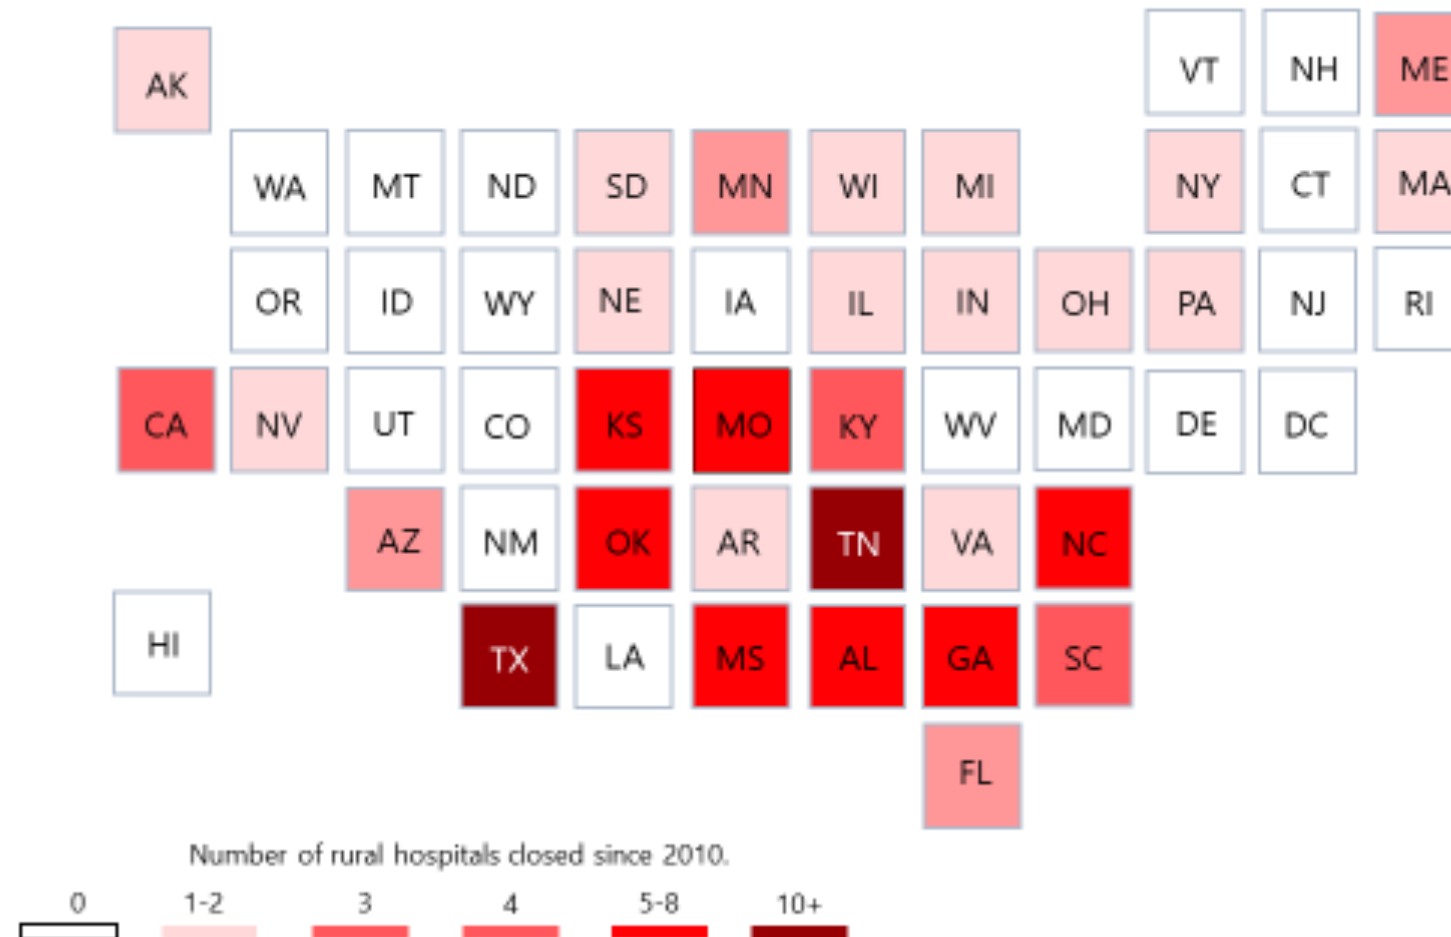 VT NH ME
AK
WA MT ND SD MN WI MI NY CT MA
OR ID WY NE IA IL IN OH PA NJ RI
CA NV UT CO KS MO KY WV MD DE DC
AZ NM OK AR TN VA NC
HI TX LA MS AL GA SC
FL
Number of rural hospitals closed since 2010.
0 1-2 3 4 5-8 10+